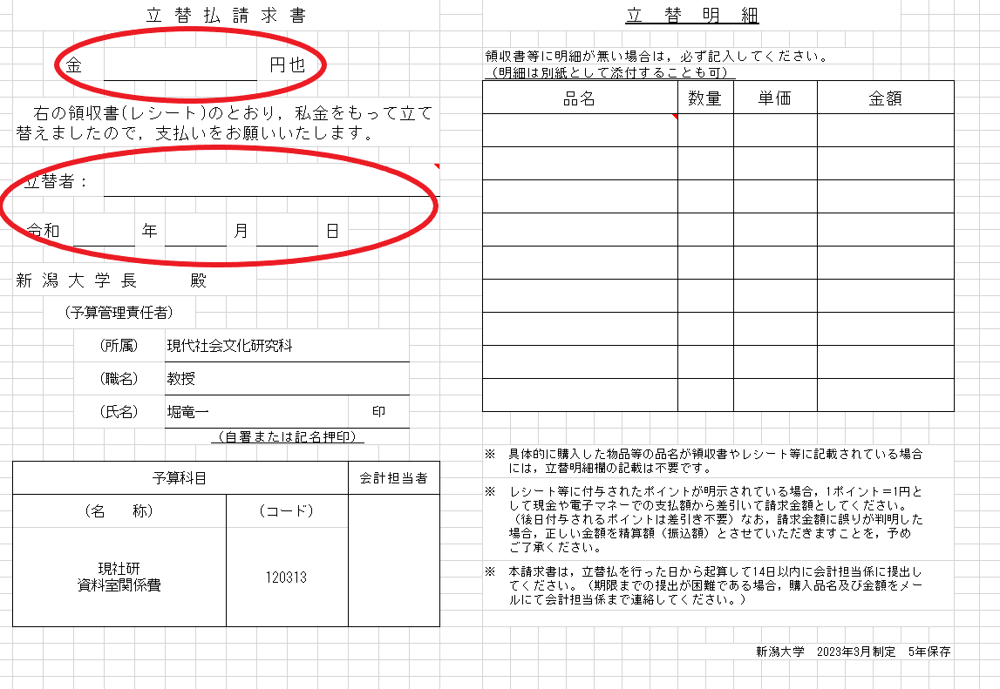 立 替 払 請 求 書
金 円也
右の領収書(レシート)のとおり，私金をもって立て
替えましたので，支払いをお願いいたします。
立替者：
令和 年 月 日
新 潟 大 学 長 殿
（予算管理責任者）
（所属） 現代社会文化研究科
（職名） 教授
（氏名） 堀竜一 印
（自署または記名押印）
予算科目 会計担当者
（名 称） （コード）
現社研
資料室関係費
120313
立 替 明 細
領収書等に明細が無い場合は，必ず記入してください。
（明細は別紙として添付することも可）
品名 数量 単価 金額
※ 具体的に購入した物品等の品名が領収書やレシート等に記載されている場合
には，立替明細欄の記載は不要です。
※ レシート等に付与されたポイントが明示されている場合，1ポイント＝1円と
して現金や電子マネーでの支払額から差引いて請求金額としてください。
（後日付与されるポイントは差引き不要）なお，請求金額に誤りが判明した
場合，正しい金額を精算額（振込額）とさせていただきますことを，予め
ご了承ください。
※ 本請求書は，立替払を行った日から起算して14日以内に会計担当係に提出し
てください。（期限までの提出が困難である場合，購入品名及び金額をメー
ルにて会計担当係まで連絡してください。）
新潟大学 2023年3月制定 5年保存